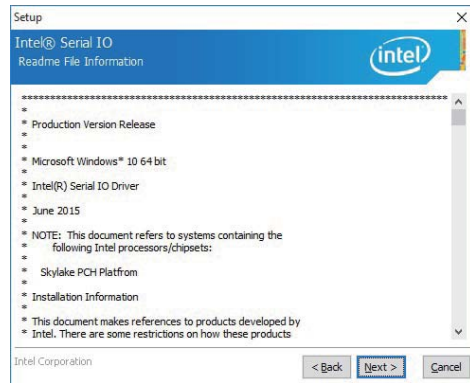 Setup
Intel® Serial IO
Readme File Information
intel
********************************************************************************
*
* Production Version Release
*
*
* Microsoft Windows* 10 64 bit
*
* Intel(R) Serial IO Driver
*
* June 2015
*
* NOTE:  This document refers to systems containing the
*        following Intel processors/chipsets:
*
*    Skylake PCH Platfrom
*
* Installation Information
*
* This document makes references to products developed by
* Intel. There are some restrictions on how these products
Intel Corporation
< Back
Next >
Cancel